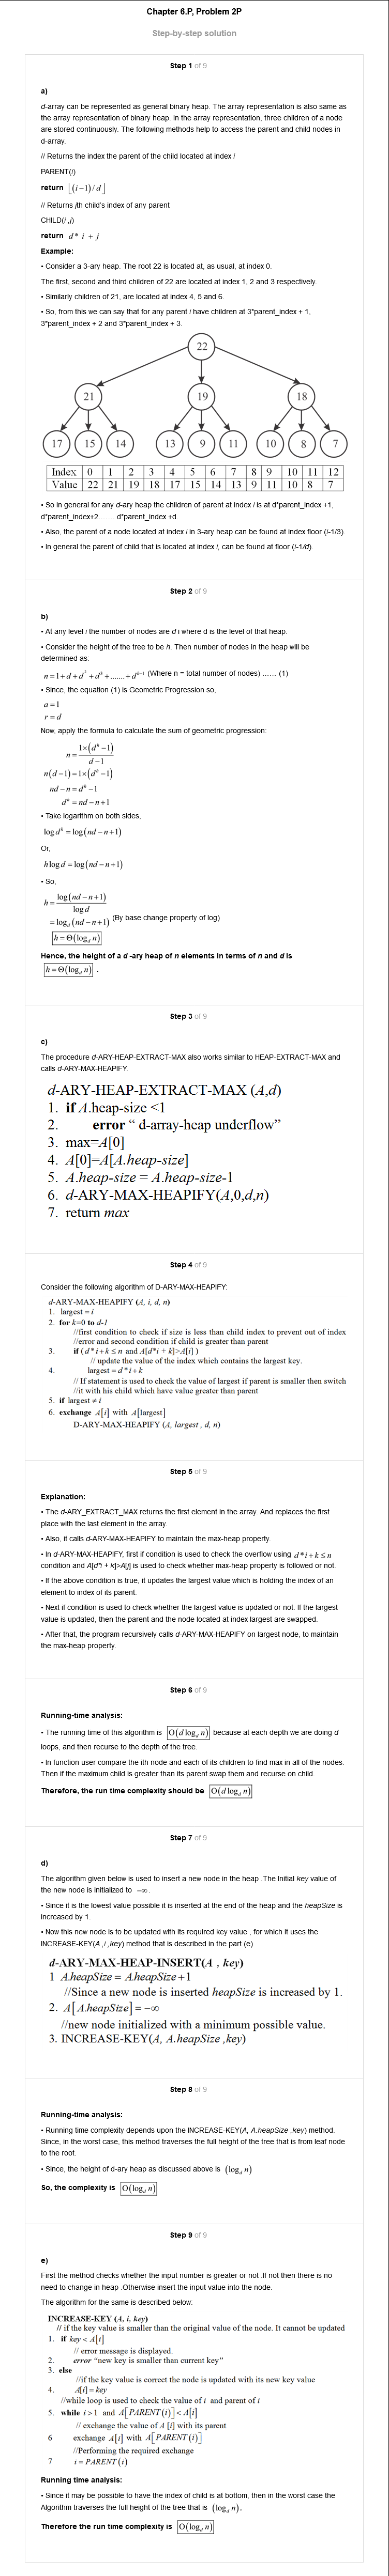 Chapter 6.P, Problem 2P
Step-by-step solution
Step 1 of 9
a)
d-array can be represented as general binary heap. The array representation is also same as
the array representation of binary heap. In the array representation, three children of a node
are stored continuously. The following methods help to access the parent and child nodes in
d-array.
// Returns the index the parent of the child located at index i
PARENT(i)
return ⌊(i−1)/d⌋
// Returns jth child's index of any parent
CHILD(i ,j)
return d * i + j
Example:
• Consider a 3-ary heap. The root 22 is located at, as usual, at index 0.
The first, second and third children of 22 are located at index 1, 2 and 3 respectively.
• Similarly children of 21, are located at index 4, 5 and 6.
• So, from this we can say that for any parent i have children at 3*parent_index + 1,
3*parent_index + 2 and 3*parent_index + 3.
22
21 19 18
17 15 14 13 9 11 10 8 7
Index 0 1 2 3 4 5 6 7 8 9 10 11 12
Value 22 21 19 18 17 15 14 13 9 11 10 8 7
• So in general for any d-ary heap the children of parent at index i is at d*parent_index +1,
d*parent_index+2....... d*parent_index +d.
• Also, the parent of a node located at index i in 3-ary heap can be found at index floor (i-1/3).
• In general the parent of child that is located at index i, can be found at floor (i-1/d).
Step 2 of 9
b)
• At any level i the number of nodes are d i where d is the level of that heap.
• Consider the height of the tree to be h. Then number of nodes in the heap will be
determined as:
n = 1 + d + d² + d³ + ....... + dʰ⁻¹ (Where n = total number of nodes) ...... (1)
• Since, the equation (1) is Geometric Progression so,
a = 1
r = d
Now, apply the formula to calculate the sum of geometric progression:
n = 1×(dʰ −1) / d −1
n(d −1) = 1×(dʰ −1)
nd − n = dʰ −1
dʰ = nd − n +1
• Take logarithm on both sides,
log dʰ = log(nd − n +1)
Or,
h log d = log(nd − n +1)
• So,
h = log(nd − n +1) / log d
= log_d (nd − n +1) (By base change property of log)
h = Θ(log_d n)
Hence, the height of a d -ary heap of n elements in terms of n and d is
h = Θ(log_d n) .
Step 3 of 9
c)
The procedure d-ARY-HEAP-EXTRACT-MAX also works similar to HEAP-EXTRACT-MAX and
calls d-ARY-MAX-HEAPIFY.
d-ARY-HEAP-EXTRACT-MAX (A,d)
1. if A.heap-size <1
2. error “ d-array-heap underflow”
3. max=A[0]
4. A[0]=A[A.heap-size]
5. A.heap-size = A.heap-size-1
6. d-ARY-MAX-HEAPIFY(A,0,d,n)
7. return max
Step 4 of 9
Consider the following algorithm of D-ARY-MAX-HEAPIFY:
d-ARY-MAX-HEAPIFY (A, i, d, n)
1. largest = i
2. for k=0 to d-1
//first condition to check if size is less than child index to prevent out of index
//error and second condition if child is greater than parent
3. if ( d * i + k ≤ n and A[d*i + k]>A[i] )
// update the value of the index which contains the largest key.
4. largest = d * i + k
// If statement is used to check the value of largest if parent is smaller then switch
//it with his child which have value greater than parent
5. if largest ≠ i
6. exchange A[i] with A[largest]
D-ARY-MAX-HEAPIFY (A, largest , d, n)
Step 5 of 9
Explanation:
• The d-ARY_EXTRACT_MAX returns the first element in the array. And replaces the first
place with the last element in the array.
• Also, it calls d-ARY-MAX-HEAPIFY to maintain the max-heap property.
• In d-ARY-MAX-HEAPIFY, first if condition is used to check the overflow using d * i + k ≤ n
condition and A[d*i + k]>A[i] is used to check whether max-heap property is followed or not.
• If the above condition is true, it updates the largest value which is holding the index of an
element to index of its parent.
• Next if condition is used to check whether the largest value is updated or not. If the largest
value is updated, then the parent and the node located at index largest are swapped.
• After that, the program recursively calls d-ARY-MAX-HEAPIFY on largest node, to maintain
the max-heap property.
Step 6 of 9
Running-time analysis:
• The running time of this algorithm is O(d log_d n) because at each depth we are doing d
loops, and then recurse to the depth of the tree.
• In function user compare the ith node and each of its children to find max in all of the nodes.
Then if the maximum child is greater than its parent swap them and recurse on child.
Therefore, the run time complexity should be O(d log_d n)
Step 7 of 9
d)
The algorithm given below is used to insert a new node in the heap .The Initial key value of
the new node is initialized to −∞ .
• Since it is the lowest value possible it is inserted at the end of the heap and the heapSize is
increased by 1.
• Now this new node is to be updated with its required key value , for which it uses the
INCREASE-KEY(A ,i ,key) method that is described in the part (e)
d-ARY-MAX-HEAP-INSERT(A , key)
1 A.heapSize = A.heapSize +1
//Since a new node is inserted heapSize is increased by 1.
2. A[ A.heapSize] = −∞
//new node initialized with a minimum possible value.
3. INCREASE-KEY(A, A.heapSize ,key)
Step 8 of 9
Running-time analysis:
• Running time complexity depends upon the INCREASE-KEY(A, A.heapSize ,key) method.
Since, in the worst case, this method traverses the full height of the tree that is from leaf node
to the root.
• Since, the height of d-ary heap as discussed above is (log_d n)
So, the complexity is O(log_d n)
Step 9 of 9
e)
First the method checks whether the input number is greater or not .If not then there is no
need to change in heap .Otherwise insert the input value into the node.
The algorithm for the same is described below:
INCREASE-KEY (A, i, key)
// if the key value is smaller than the original value of the node. It cannot be updated
1. if key < A[i]
// error message is displayed.
2. error “new key is smaller than current key”
3. else
//if the key value is correct the node is updated with its new key value
4. A[i] = key
//while loop is used to check the value of i and parent of i
5. while i > 1 and A[PARENT(i)] < A[i]
// exchange the value of A [i] with its parent
6 exchange A[i] with A[PARENT(i)]
//Performing the required exchange
7 i = PARENT(i)
Running time analysis:
• Since it may be possible to have the index of child is at bottom, then in the worst case the
Algorithm traverses the full height of the tree that is (log_d n).
Therefore the run time complexity is O(log_d n)